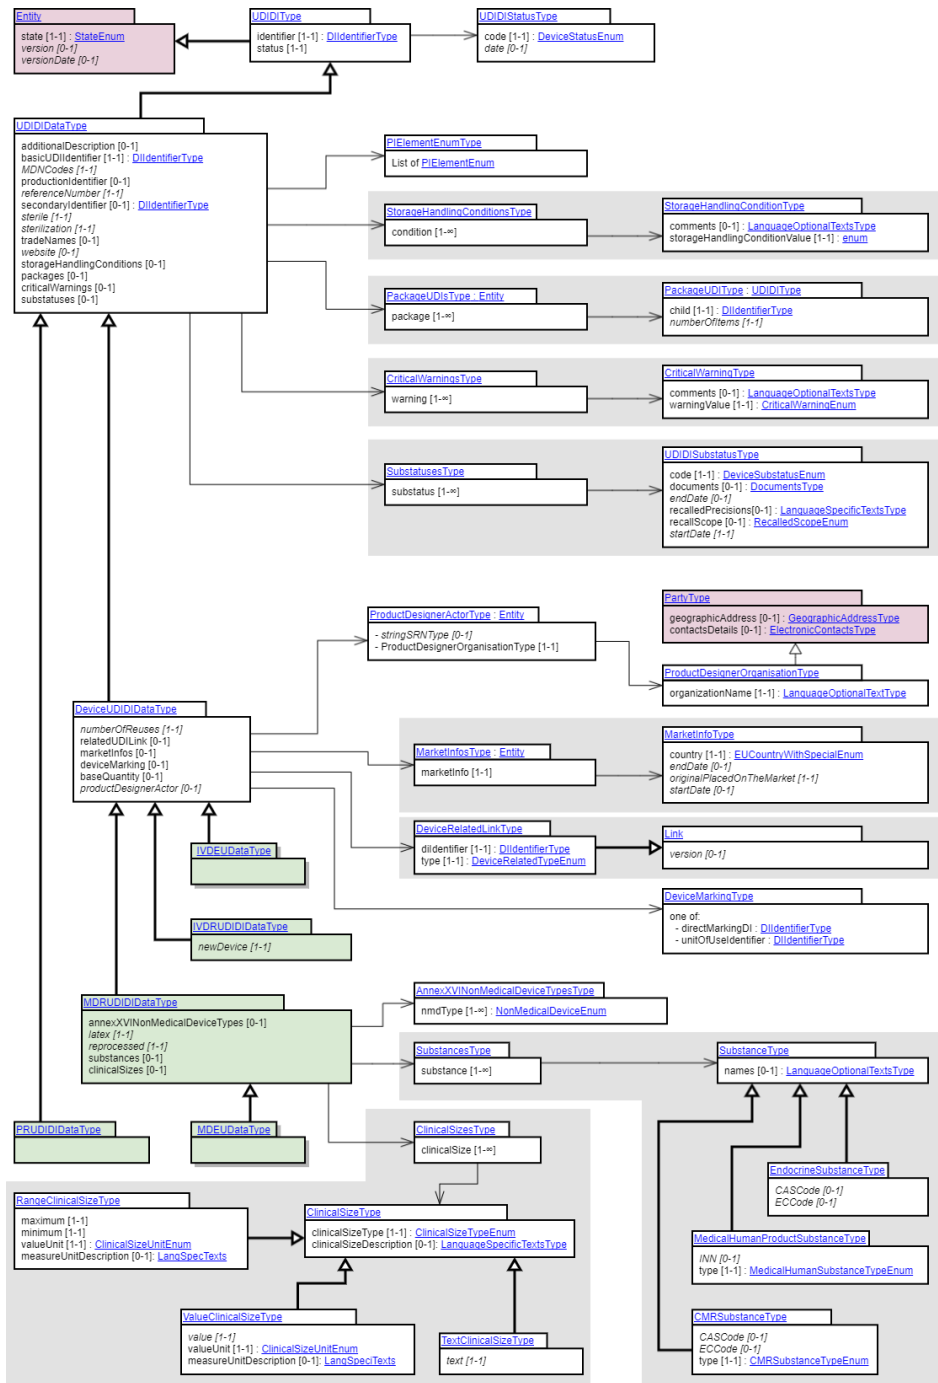 Entity
state [1-1] : StateEnum
version [0-1]
versionDate [0-1]
UDIDIType
identifier [1-1] : DIIdentifierType
status [1-1]
UDIDIStatusType
code [1-1] : DeviceStatusEnum
date [0-1]
UDIDIDataType
additionalDescription [0-1]
basicUDIIdentifier [1-1] : DIIdentifierType
MDNCodes [1-1]
productionIdentifier [0-1]
referenceNumber [1-1]
secondaryIdentifier [0-1] : DIIdentifierType
sterile [1-1]
sterilization [1-1]
tradeNames [0-1]
website [0-1]
storageHandlingConditions [0-1]
packages [0-1]
criticalWarnings [0-1]
substatuses [0-1]
PIElementEnumType
List of PIElementEnum
StorageHandlingConditionsType
condition [1-∞]
StorageHandlingConditionType
comments [0-1] : LanguageOptionalTextsType
storageHandlingConditionValue [1-1] : enum
PackageUDIsType : Entity
package [1-∞]
PackageUDIType : UDIDIType
child [1-1] : DIIdentifierType
numberOfItems [1-1]
CriticalWarningsType
warning [1-∞]
CriticalWarningType
comments [0-1] : LanguageOptionalTextsType
warningValue [1-1] : CriticalWarningEnum
SubstatusesType
substatus [1-∞]
UDIDISubstatusType
code [1-1] : DeviceSubstatusEnum
documents [0-1] : DocumentsType
endDate [0-1]
recalledPrecisions[0-1] : LanguageSpecificTextsType
recallScope [0-1] : RecalledScopeEnum
startDate [1-1]
ProductDesignerActorType : Entity
- stringSRNType [0-1]
- ProductDesignerOrganisationType [1-1]
PartyType
geographicAddress [0-1] : GeographicAddressType
contactsDetails [0-1] : ElectronicContactsType
ProductDesignerOrganisationType
organizationName [1-1] : LanguageOptionalTextType
DeviceUDIDIDataType
numberOfReuses [1-1]
relatedUDILink [0-1]
marketInfos [0-1]
deviceMarking [0-1]
baseQuantity [0-1]
productDesignerActor [0-1]
MarketInfosType : Entity
marketInfo [1-1]
MarketInfoType
country [1-1] : EUCountryWithSpecialEnum
endDate [0-1]
originalPlacedOnTheMarket [1-1]
startDate [0-1]
DeviceRelatedLinkType
diIdentifier [1-1] : DIIdentifierType
type [1-1] : DeviceRelatedTypeEnum
Link
version [0-1]
IVDEUDataType
DeviceMarkingType
one of:
- directMarkingDI : DIIdentifierType
- unitOfUseIdentifier : DIIdentifierType
IVDRUDIDIDataType
newDevice [1-1]
MDRUDIDIDataType
annexXVINonMedicalDeviceTypes [0-1]
latex [1-1]
reprocessed [1-1]
substances [0-1]
clinicalSizes [0-1]
AnnexXVINonMedicalDeviceTypesType
nmdType [1-∞] : NonMedicalDeviceEnum
SubstancesType
substance [1-∞]
SubstanceType
names [0-1] : LanguageOptionalTextsType
PRUDIDIDataType
MDEUDataType
ClinicalSizesType
clinicalSize [1-∞]
EndocrineSubstanceType
CASCode [0-1]
ECCode [0-1]
RangeClinicalSizeType
maximum [1-1]
minimum [1-1]
valueUnit [1-1] : ClinicalSizeUnitEnum
measureUnitDescription [0-1]: LangSpecTexts
ClinicalSizeType
clinicalSizeType [1-1] : ClinicalSizeTypeEnum
clinicalSizeDescription [0-1]: LanguageSpecificTextsType
MedicalHumanProductSubstanceType
INN [0-1]
type [1-1] : MedicalHumanSubstanceTypeEnum
ValueClinicalSizeType
value [1-1]
valueUnit [1-1] : ClinicalSizeUnitEnum
measureUnitDescription [0-1]: LangSpeciTexts
TextClinicalSizeType
text [1-1]
CMRSubstanceType
CASCode [0-1]
ECCode [0-1]
type [1-1] : CMRSubstanceTypeEnum